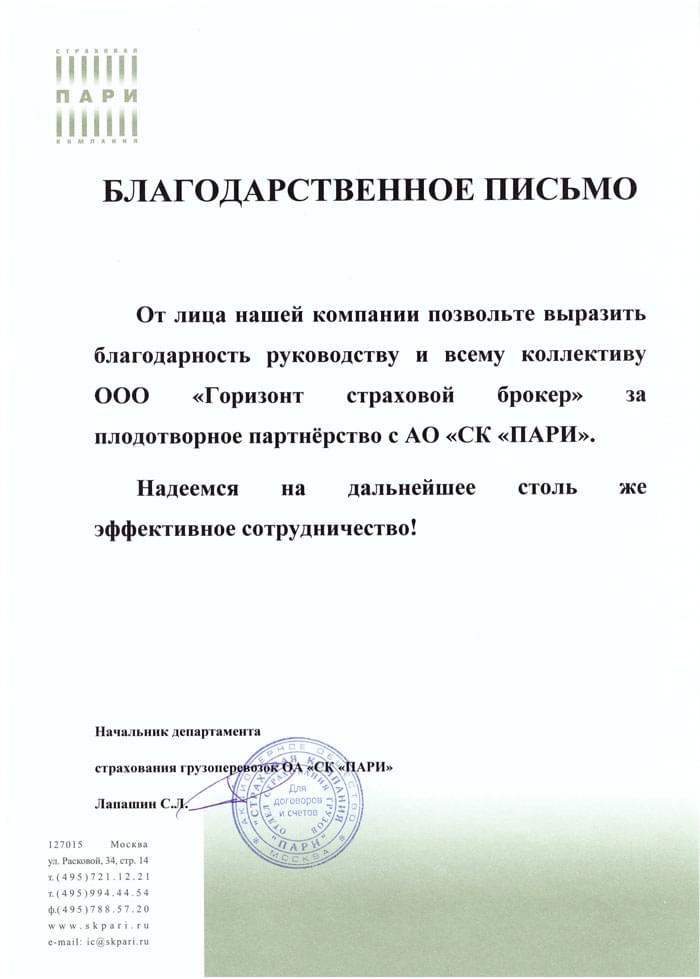 СТРАХОВАЯ
ПАРИ
КОМПАНИЯ
БЛАГОДАРСТВЕННОЕ ПИСЬМО
От лица нашей компании позвольте выразить
благодарность руководству и всему коллективу
ООО «Горизонт страховой брокер» за
плодотворное партнёрство с АО «СК «ПАРИ».
Надеемся на дальнейшее столь же
эффективное сотрудничество!
Начальник департамента
страхования грузоперевозок ОА «СК «ПАРИ»
Лапашин С.Л.
АКЦИОНЕРНОЕ ОБЩЕСТВО
МОСКВА
"СТРАХОВАЯ КОМПАНИЯ
"ПАРИ"
ОТДЕЛ СТРАХОВАНИЯ ГРУЗОВ
Для
договоров
и счетов
127015 Москва
ул. Расковой, 34, стр. 14
т.(495)721.12.21
т.(495)994.44.54
ф.(495)788.57.20
www.skpari.ru
e-mail: ic@skpari.ru